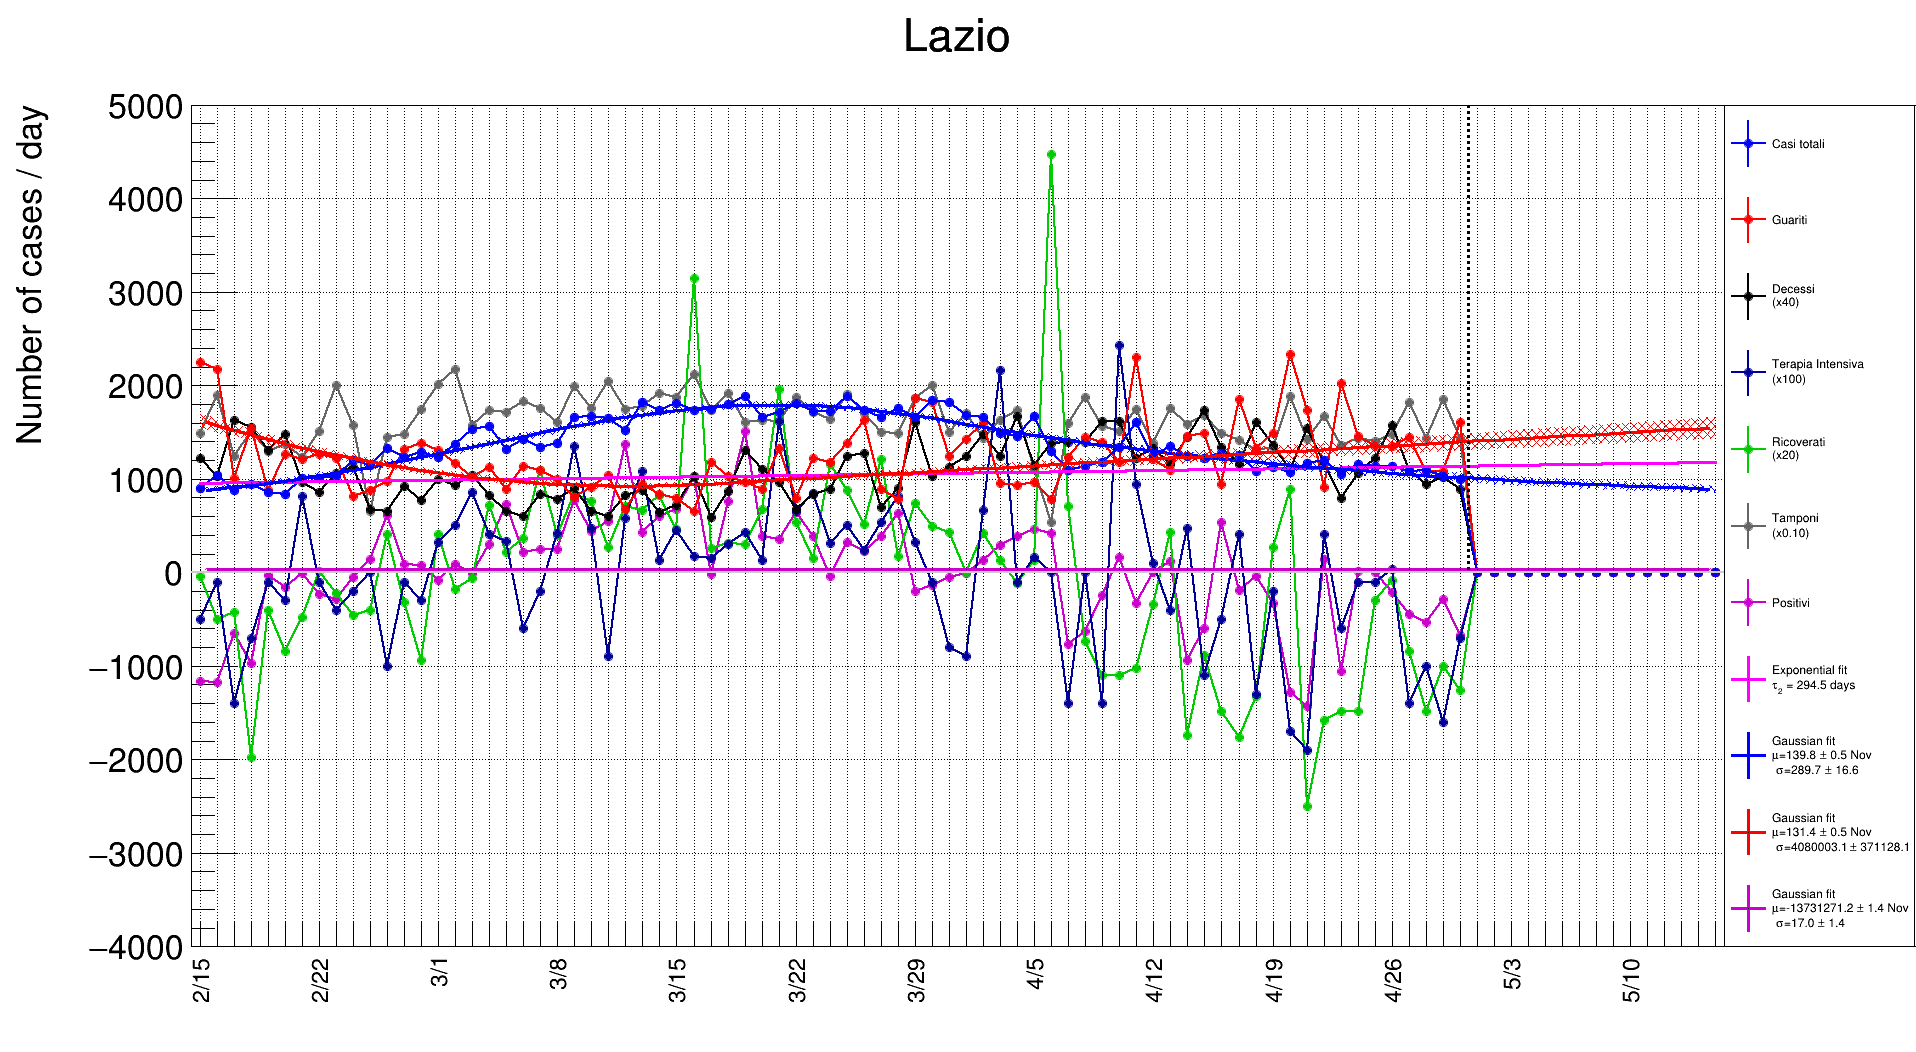 Lazio
Number of cases / day
5000
4000
3000
2000
1000
0
−1000
−2000
−3000
−4000
2/15
2/22
3/1
3/8
3/15
3/22
3/29
4/5
4/12
4/19
4/26
5/3
5/10
Casi totali
Guariti
Decessi
(x40)
Terapia Intensiva
(x100)
Ricoverati
(x20)
Tamponi
(x0.10)
Positivi
Exponential fit
τ2 = 294.5 days
Gaussian fit
μ=139.8 ± 0.5 Nov
σ=289.7 ± 16.6
Gaussian fit
μ=131.4 ± 0.5 Nov
σ=4080003.1 ± 371128.1
Gaussian fit
μ=-13731271.2 ± 1.4 Nov
σ=17.0 ± 1.4